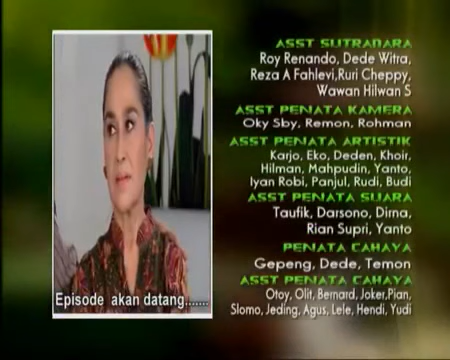 ASST SUTRADARA
Roy Renando, Dede Witra,
Reza A Fahlevi,Ruri Cheppy,
Wawan Hilwan S
ASST PENATA KAMERA
Oky Sby, Remon, Rohman
ASST PENATA ARTISTIK
Karjo, Eko, Deden, Khoir,
Hilman, Mahpudin, Yanto,
Iyan Robi, Panjul, Rudi, Budi
ASST PENATA SUARA
Taufik, Darsono, Dirna,
Rian Supri, Yanto
PENATA CAHAYA
Gepeng, Dede, Temon
ASST PENATA CAHAYA
Otoy, Olit, Bernard, Joker,Pian,
Slomo, Jeding, Agus, Lele, Hendi, Yudi
Episode akan datang.......